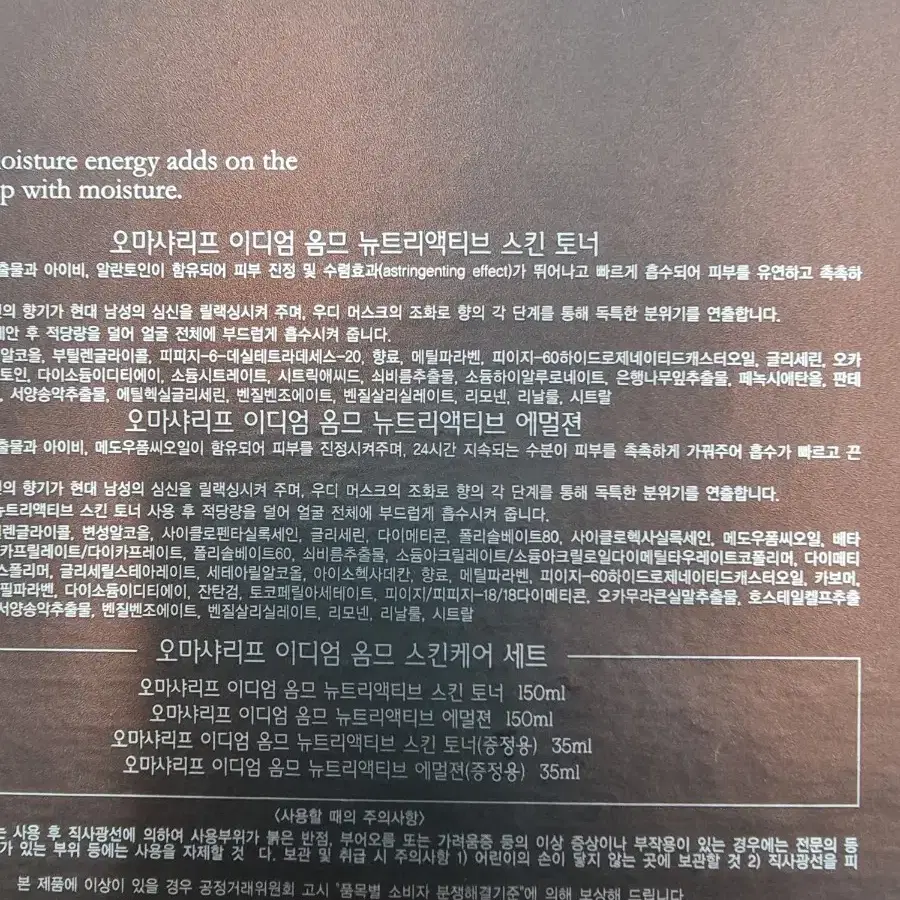 oisture energy adds on the
p with moisture.
오마샤리프 이디엄 옴므 뉴트리액티브 스킨 토너
출물과 아이비, 알란토인이 함유되어 피부 진정 및 수렴효과(astringenting effect)가 뛰어나고 빠르게 흡수되어 피부를 유연하고 촉촉하
의 향기가 현대 남성의 심신을 릴랙싱시켜 주며, 우디 머스크의 조화로 향의 각 단계를 통해 독특한 분위기를 연출합니다.
세안 후 적당량을 덜어 얼굴 전체에 부드럽게 흡수시켜 줍니다.
알코올, 부틸렌글라이콜, 피피지-6-데실테트라데세스-20, 향료, 메틸파라벤, 피이지-60하이드로제네이티드캐스터오일, 글리세린, 오카
토인, 다이소듐이디티에이, 소듐시트레이트, 시트릭애씨드, 쇠비름추출물, 소듐하이알루로네이트, 은행나무잎추출물, 페녹시에탄올, 판테
, 서양송악추출물, 에틸헥실글리세린, 벤질벤조에이트, 벤질살리실레이트, 리모넨, 리날룰, 시트랄
오마샤리프 이디엄 옴므 뉴트리액티브 에멀젼
출물과 아이비, 메도우폼씨오일이 함유되어 피부를 진정시켜주며, 24시간 지속되는 수분이 피부를 촉촉하게 가꿔주어 흡수가 빠르고 끈
의 향기가 현대 남성의 심신을 릴랙싱시켜 주며, 우디 머스크의 조화로 향의 각 단계를 통해 독특한 분위기를 연출합니다.
뉴트리액티브 스킨 토너 사용 후 적당량을 덜어 얼굴 전체에 부드럽게 흡수시켜 줍니다.
틸렌글라이콜, 변성알코올, 사이클로펜타실록세인, 글리세린, 다이메티콘, 폴리솔베이트80, 사이클로헥사실록세인, 메도우폼씨오일, 베타
카프릴레이트/다이카프레이트, 폴리솔베이트60, 쇠비름추출물, 소듐아크릴레이트/소듐아크릴로일다이메틸타우레이트코폴리머, 다이메티
스폴리머, 글리세릴스테아레이트, 세테아릴알코올, 아이소헥사데칸, 향료, 메틸파라벤, 피이지-60하이드로제네이티드캐스터오일, 카보머,
필파라벤, 다이소듐이디티에이, 잔탄검, 토코페릴아세테이트, 피이지/피피지-18/18다이메티콘, 오카무라큰실말추출물, 호스테일켈프추출
서양송악추출물, 벤질벤조에이트, 벤질살리실레이트, 리모넨, 리날룰, 시트랄
오마샤리프 이디엄 옴므 스킨케어 세트
오마샤리프 이디엄 옴므 뉴트리액티브 스킨 토너 150ml
오마샤리프 이디엄 옴므 뉴트리액티브 에멀젼 150ml
오마샤리프 이디엄 옴므 뉴트리액티브 스킨 토너(증정용) 35ml
오마샤리프 이디엄 옴므 뉴트리액티브 에멀젼(증정용) 35ml
〈사용할 때의 주의사항〉
는 사용 후 직사광선에 의하여 사용부위가 붉은 반점, 부어오름 또는 가려움증 등의 이상 증상이나 부작용이 있는 경우에는 전문의 등
가 있는 부위 등에는 사용을 자제할 것 다. 보관 및 취급 시 주의사항 1) 어린이의 손이 닿지 않는 곳에 보관할 것 2) 직사광선을 피
본 제품에 이상이 있을 경우 공정거래위원회 고시 "품목별 소비자 분쟁해결기준"에 의해 보상해 드립니다.